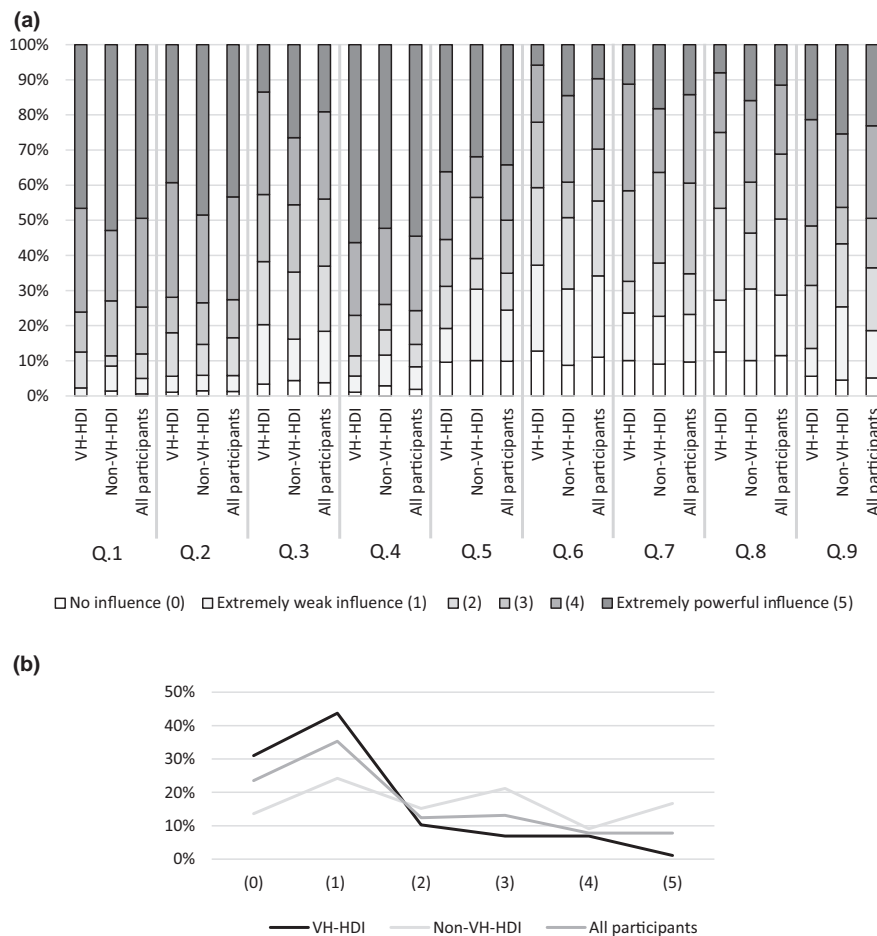 (a)
100%
90%
80%
70%
60%
50%
40%
30%
20%
10%
0%
VH-HDI
Non-VH-HDI
All participants
VH-HDI
Non-VH-HDI
All participants
VH-HDI
Non-VH-HDI
All participants
VH-HDI
Non-VH-HDI
All participants
VH-HDI
Non-VH-HDI
All participants
VH-HDI
Non-VH-HDI
All participants
VH-HDI
Non-VH-HDI
All participants
VH-HDI
Non-VH-HDI
All participants
VH-HDI
Non-VH-HDI
All participants
Q.1 Q.2 Q.3 Q.4 Q.5 Q.6 Q.7 Q.8 Q.9
No influence (0) Extremely weak influence (1) (2) (3) (4) Extremely powerful influence (5)
(b)
50%
40%
30%
20%
10%
0%
(0) (1) (2) (3) (4) (5)
VH-HDI Non-VH-HDI All participants